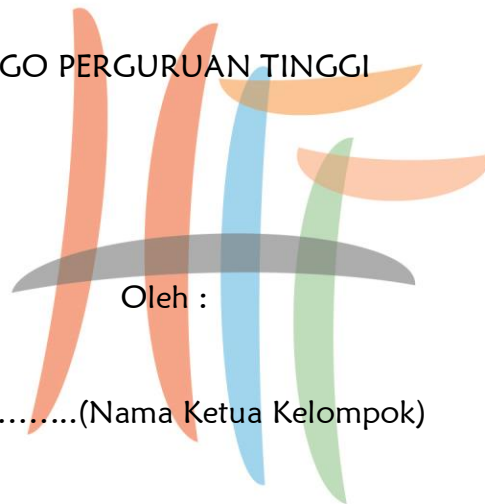 GO PERGURUAN TINGGI
Oleh :
……..(Nama Ketua Kelompok)